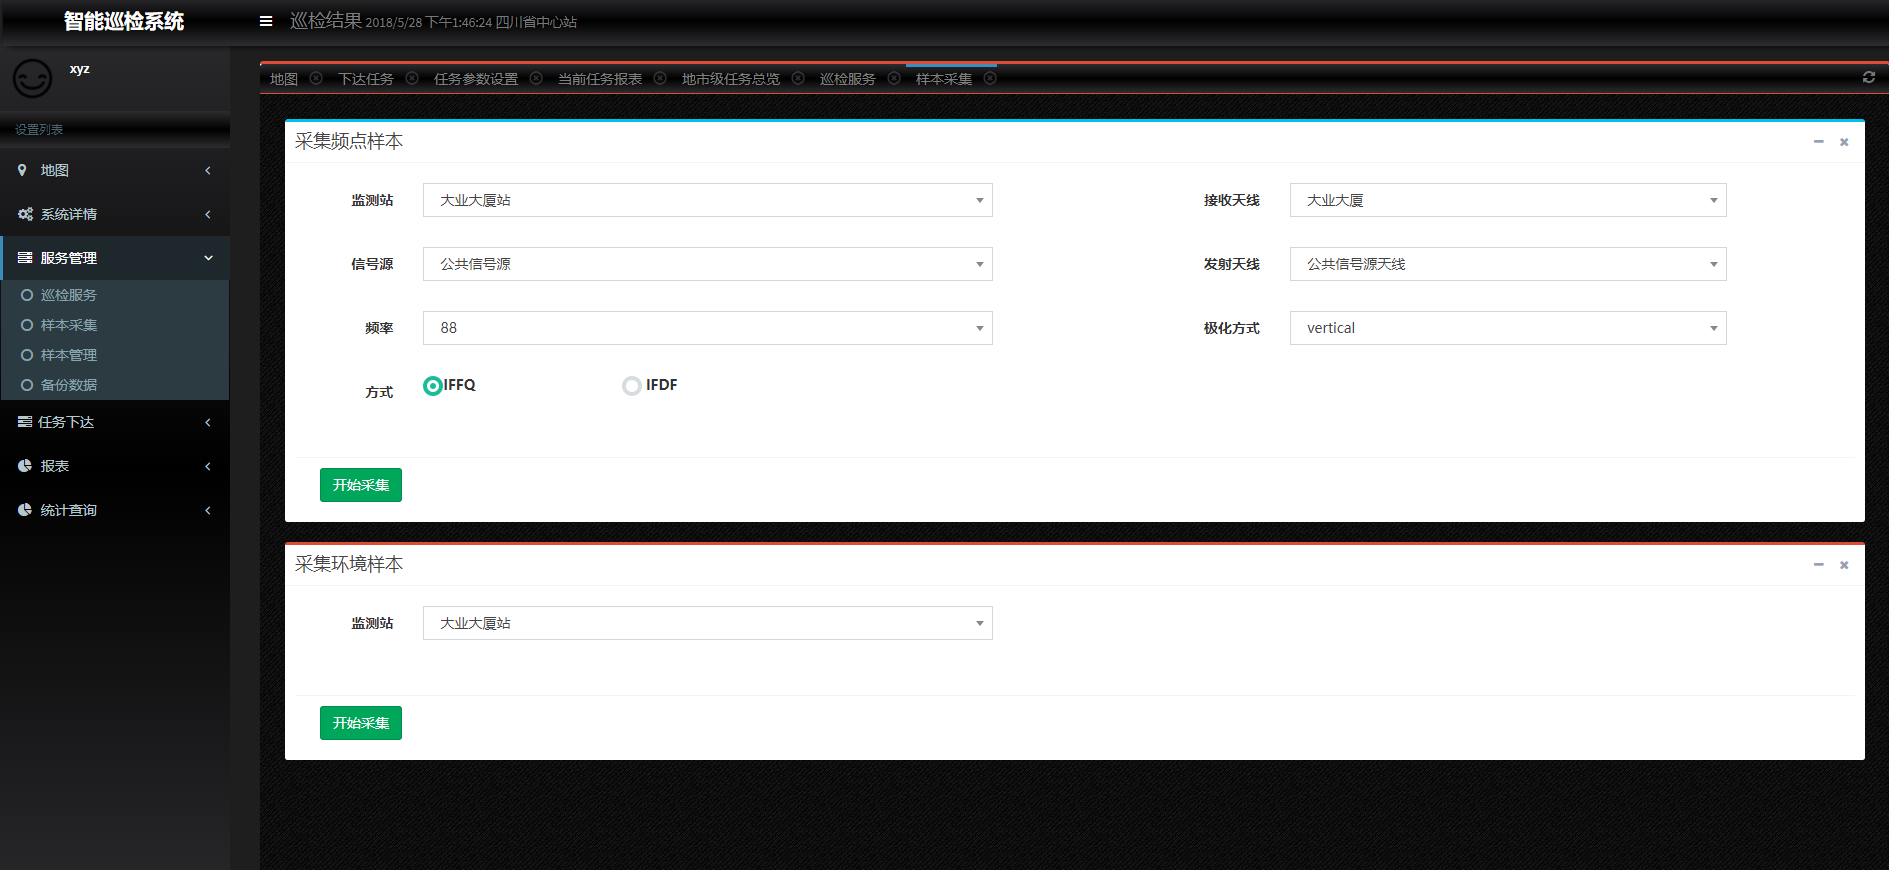 智能巡检系统
巡检结果 2018/5/28 下午1:46:24 四川省中心站
xyz
设置列表
地图
系统详情
服务管理
巡检服务
样本采集
样本管理
备份数据
任务下达
报表
统计查询
地图 下达任务 任务参数设置 当前任务报表 地市级任务总览 巡检服务 样本采集
采集频点样本
监测站 大业大厦站 接收天线 大业大厦
信号源 公共信号源 发射天线 公共信号源天线
频率 88 极化方式 vertical
方式 IFFQ IFDF
开始采集
采集环境样本
监测站 大业大厦站
开始采集